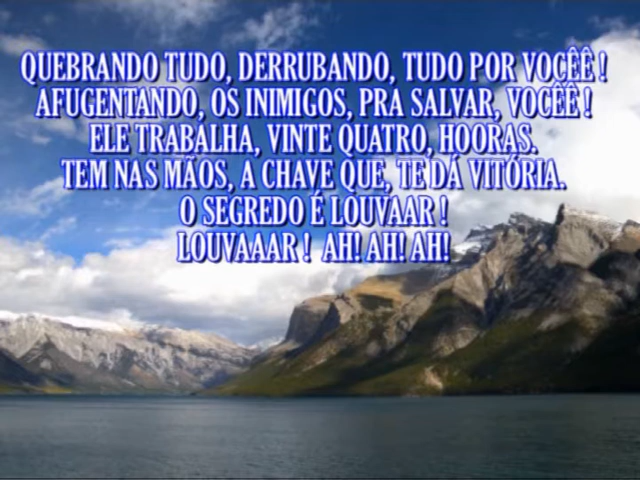 QUEBRANDO TUDO, DERRUBANDO, TUDO POR VOCÊÊ !
AFUGENTANDO, OS INIMIGOS, PRA SALVAR, VOCÊÊ !
ELE TRABALHA, VINTE QUATRO, HOORAS.
TEM NAS MÃOS, A CHAVE QUE, TE DÁ VITÓRIA.
O SEGREDO É LOUVAAR !
LOUVAAAR ! AH! AH! AH!